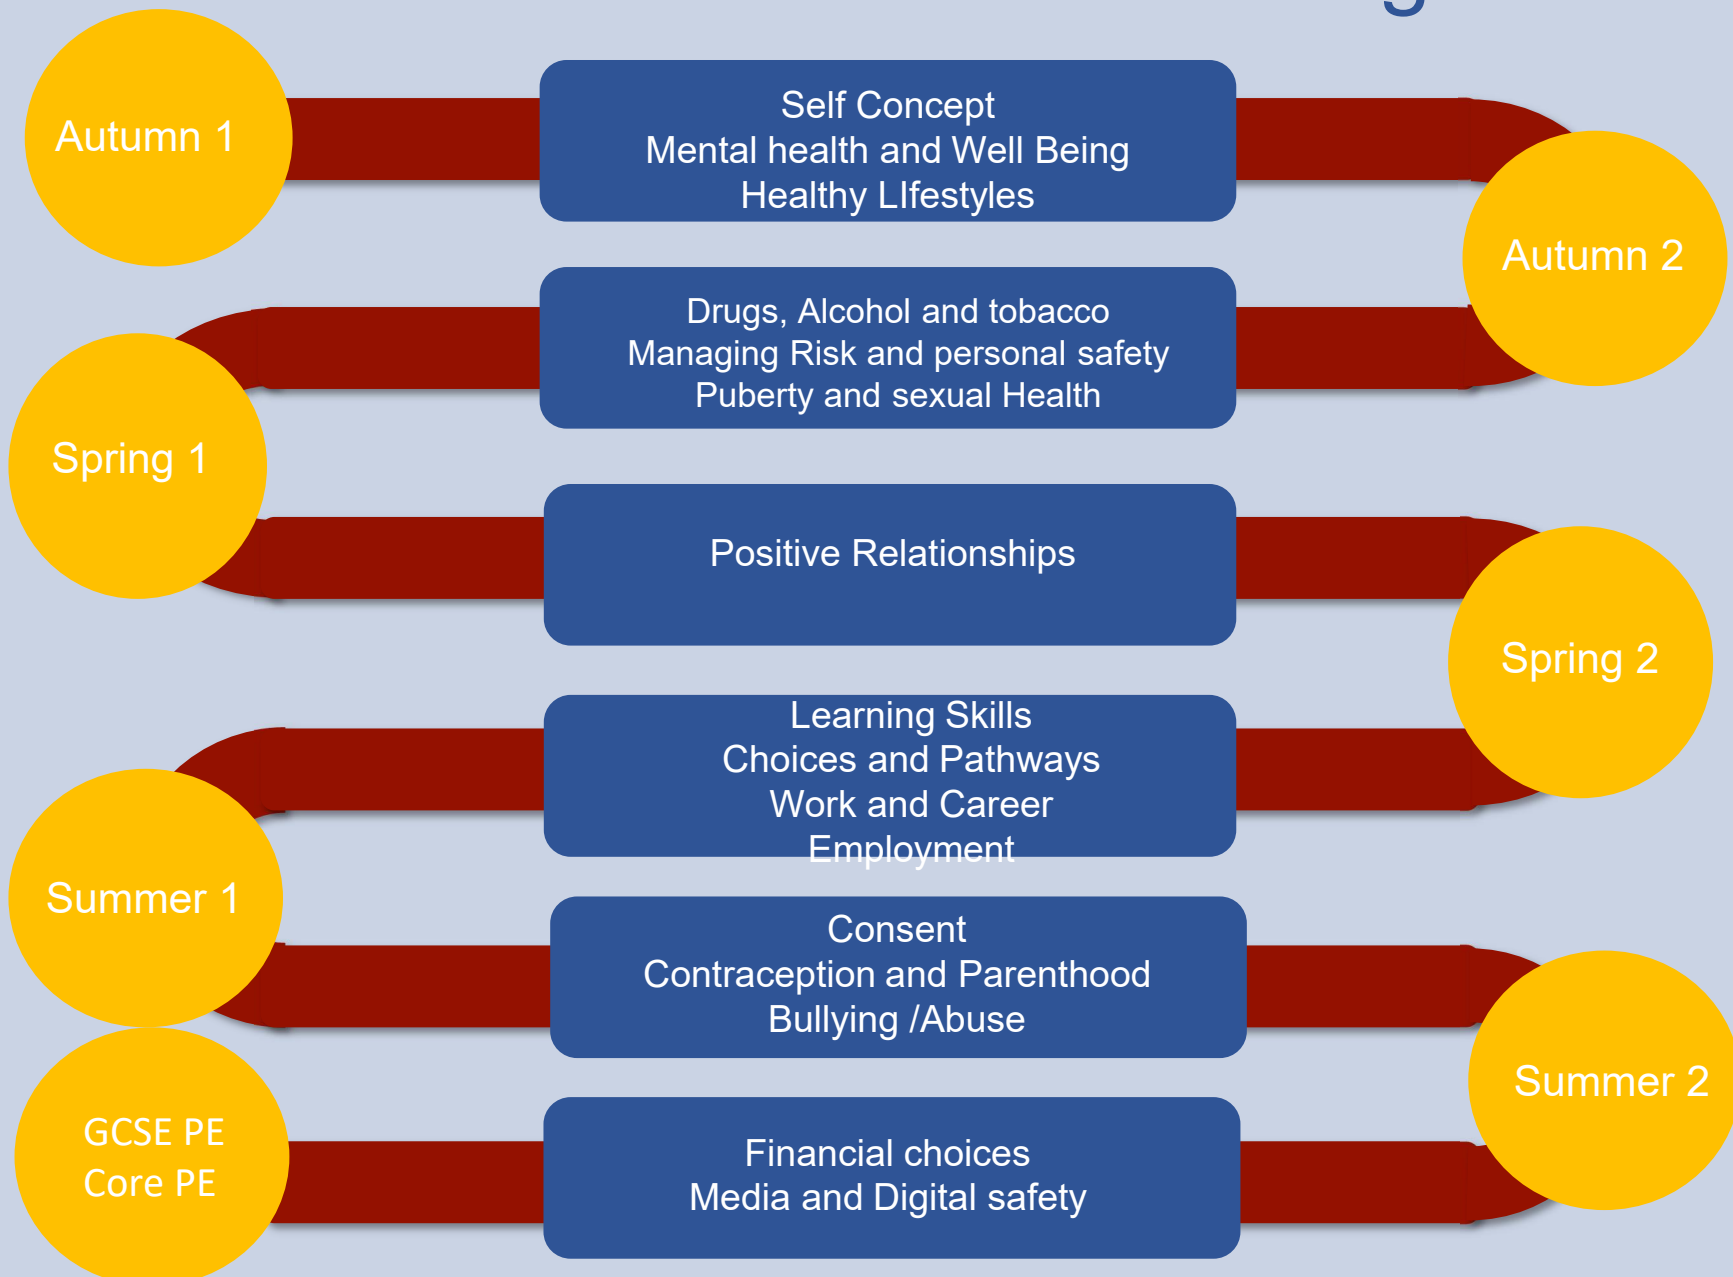 Autumn 1
Self Concept
Mental health and Well Being
Healthy LIfestyles
Autumn 2
Drugs, Alcohol and tobacco
Managing Risk and personal safety
Puberty and sexual Health
Spring 1
Positive Relationships
Spring 2
Learning Skills
Choices and Pathways
Work and Career
Employment
Summer 1
Consent
Contraception and Parenthood
Bullying /Abuse
Summer 2
Financial choices
Media and Digital safety
GCSE PE
Core PE